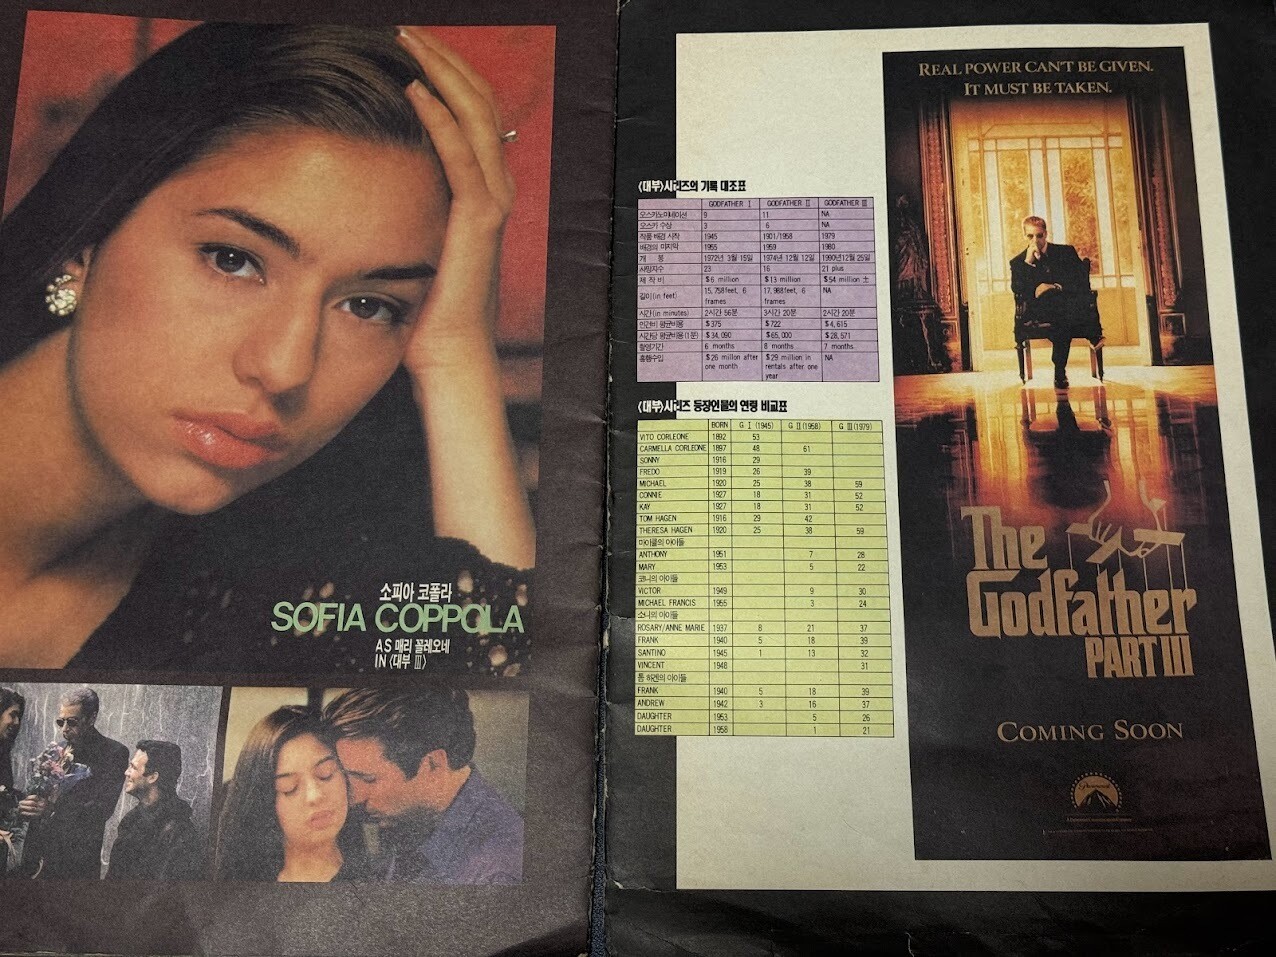 소피아 코폴라
SOFIA COPPOLA
AS 매리 꼴레오네
IN 〈대부 Ⅲ〉
〈대부〉시리즈의 기록 대조표
GODFATHER Ⅰ GODFATHER Ⅱ GODFATHER Ⅲ
오스카노미네이션 9 11 NA
오스카 수상 3 6 NA
작품 배경 시작 1945 1901/1958 1979
배경의 마지막 1955 1959 1980
개 봉 1972년 3월 15일 1974년 12월 12일 1990년12월 25일
사망자수 23 16 21 plus
제 작 비 $6 million $13 million $54 million ±
길이(in feet) 15,758feet, 6 frames 17,988feet, 6 frames NA
시간(in minutes) 2시간 56분 3시간 20분 2시간 20분
인건비 평균비용 $375 $722 $4,615
시간당 평균비용(1분) $34,090 $65,000 $28,571
촬영기간 6 months 8 months 7 months
흥행수입 $26 millon after one month $29 million in rentals after one year NA
〈대부〉시리즈 등장인물의 연령 비교표
BORN G Ⅰ (1945) G Ⅱ (1958) G Ⅲ (1979)
VITO CORLEONE 1892 53
CARMELLA CORLEONE 1897 48 61
SONNY 1916 29
FREDO 1919 26 39
MICHAEL 1920 25 38 59
CONNIE 1927 18 31 52
KAY 1927 18 31 52
TOM HAGEN 1916 29 42
THERESA HAGEN 1920 25 38 59
마이클의 아이들
ANTHONY 1951 7 28
MARY 1953 5 22
코니의 아이들
VICTOR 1949 9 30
MICHAEL FRANCIS 1955 3 24
소니의 아이들
ROSARY/ANNE MARIE 1937 8 21 37
FRANK 1940 5 18 39
SANTINO 1945 1 13 32
VINCENT 1948 31
톰 하겐의 아이들
FRANK 1940 5 18 39
ANDREW 1942 3 16 37
DAUGHTER 1953 5 26
DAUGHTER 1958 1 21
REAL POWER CAN'T BE GIVEN.
IT MUST BE TAKEN.
The
Godfather
PART III
COMING SOON
Paramount